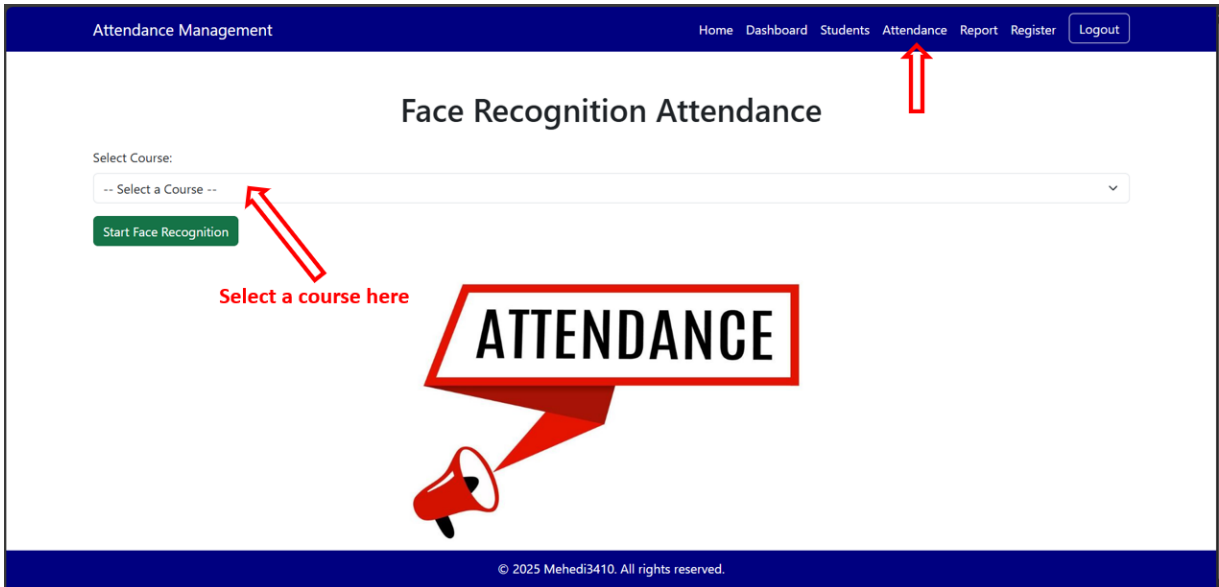 Attendance Management Home Dashboard Students Attendance Report Register Logout
Face Recognition Attendance
Select Course:
-- Select a Course --
Start Face Recognition
Select a course here
ATTENDANCE
© 2025 Mehedi3410. All rights reserved.